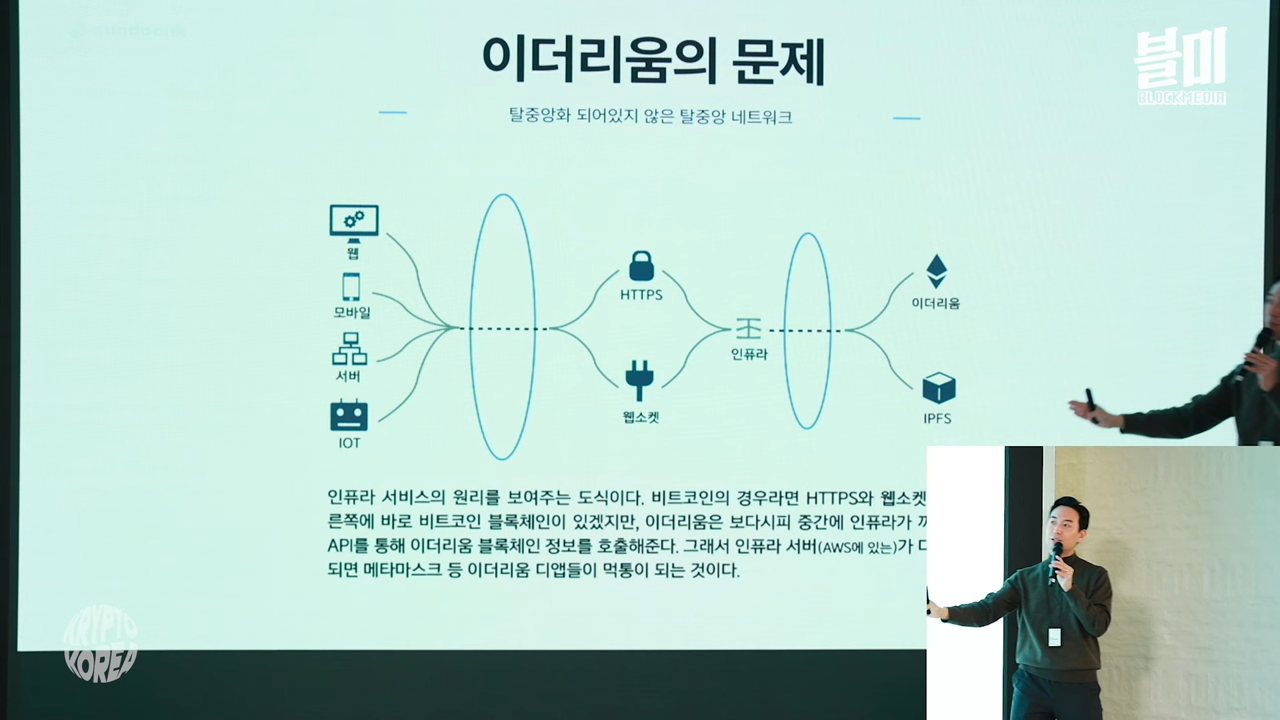 이더리움의 문제
블미
BLOCKMEDIA
탈중앙화 되어있지 않은 탈중앙 네트워크
웹
모바일
서버
IOT
HTTPS
웹소켓
인퓨라
이더리움
IPFS
인퓨라 서비스의 원리를 보여주는 도식이다. 비트코인의 경우라면 HTTPS와 웹소켓
른쪽에 바로 비트코인 블록체인이 있겠지만, 이더리움은 보다시피 중간에 인퓨라가
API를 통해 이더리움 블록체인 정보를 호출해준다. 그래서 인퓨라 서버(AWS에 있는)가
되면 메타마스크 등 이더리움 디앱들이 먹통이 되는 것이다.
KRYPTO
KOREA